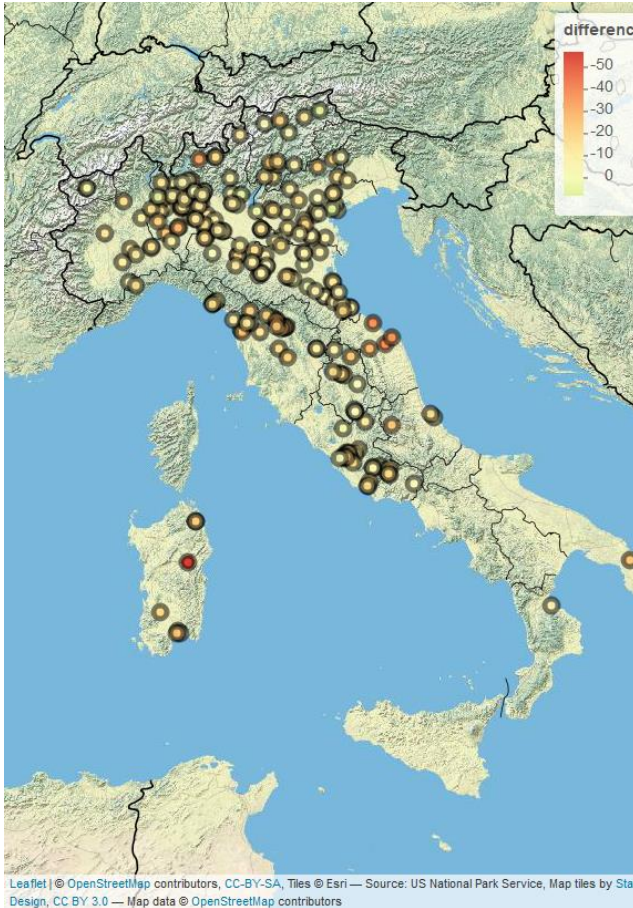 differenc
-50
-40
-30
-20
-10
0
Leaflet | © OpenStreetMap contributors, CC-BY-SA, Tiles © Esri — Source: US National Park Service, Map tiles by Sta
Design, CC BY 3.0 — Map data © OpenStreetMap contributors